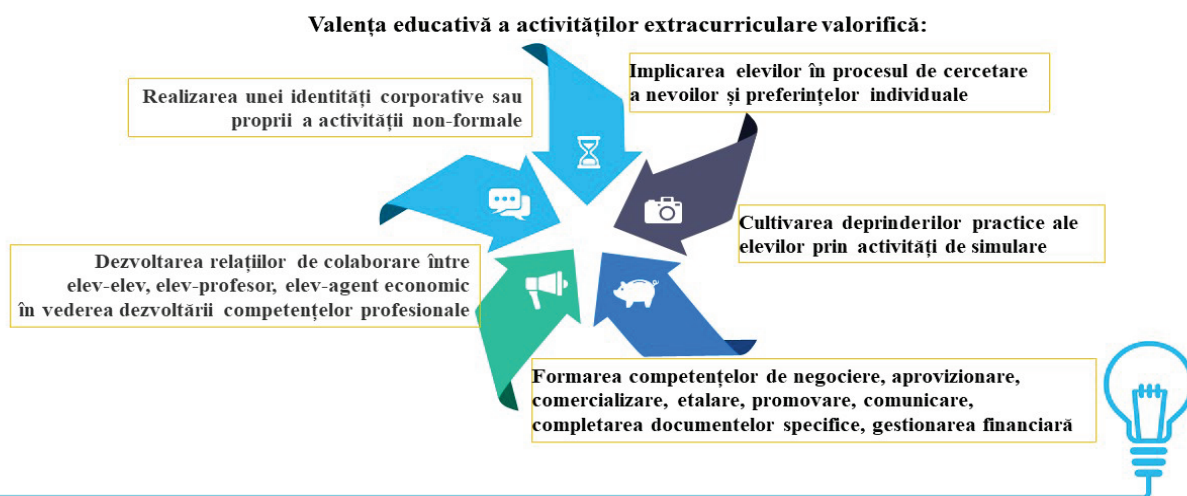 Valența educativă a activităților extracurriculare valorifică:
Implicarea elevilor în procesul de cercetare
a nevoilor și preferințelor individuale
Realizarea unei identități corporative sau
proprii a activității non-formale
Cultivarea deprinderilor practice ale
elevilor prin activități de simulare
Dezvoltarea relațiilor de colaborare între
elev-elev, elev-profesor, elev-agent economic
în vederea dezvoltării competențelor profesionale
Formarea competențelor de negociere, aprovizionare,
comercializare, etalare, promovare, comunicare,
completarea documentelor specifice, gestionarea financiară